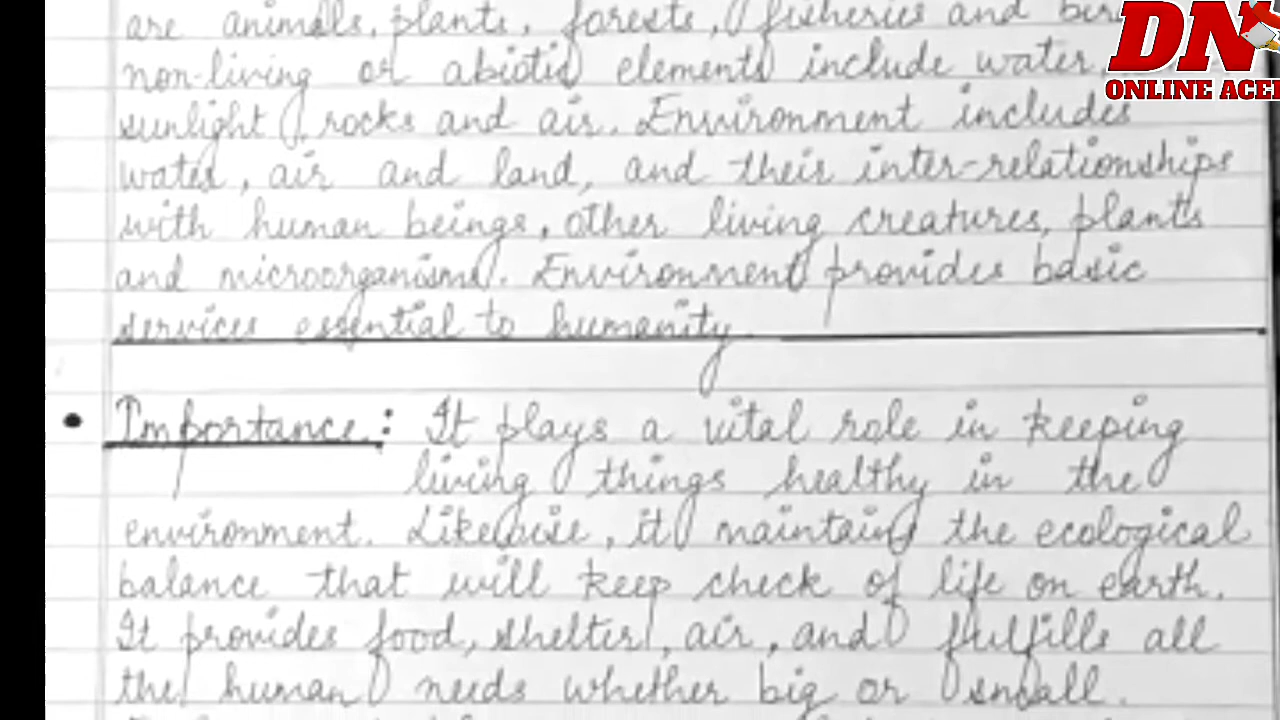 are animals, plants, forests, fisheries and
non-living or abiotic elements include water,
sunlight, rocks and air. Environment includes
water, air and land, and their inter-relationships
with human beings, other living creatures, plants
and microorganisms. Environment provides basic
services essential to humanity.
• Importance: It plays a vital role in keeping
living things healthy in the
environment. Likewise, it maintains the ecological
balance that will keep check of life on earth.
It provides food, shelter, air, and fulfills all
the human needs whether big or small.
DN
ONLINE